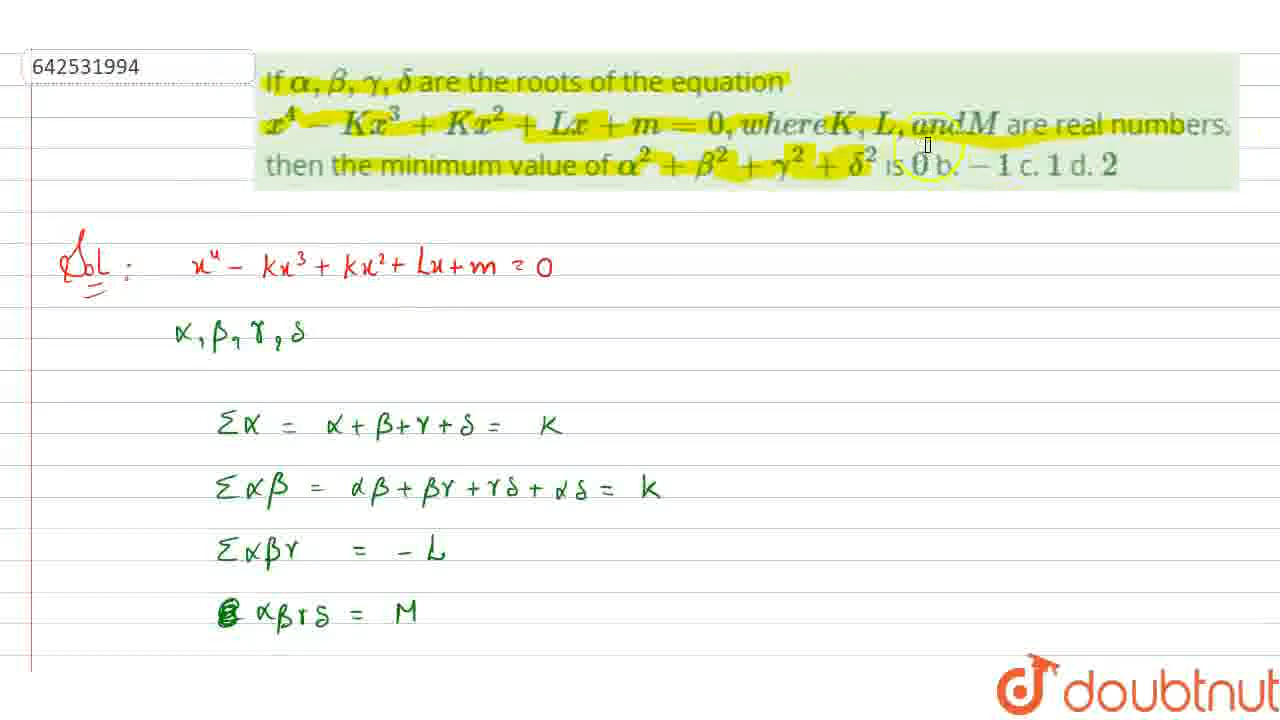 642531994
If α, β, γ, δ are the roots of the equation
x⁴ − Kx³ + Kx² + Lx + m = 0, whereK, L, andM are real numbers,
then the minimum value of α² + β² + γ² + δ² is 0 b. − 1 c. 1 d. 2
Sol : x⁴ − kx³ + kx² + Lx + m = 0
α, β, γ, δ
Σα = α + β + γ + δ = K
Σαβ = αβ + βγ + γδ + αδ = K
Σαβγ = − L
αβγδ = M
doubtnut